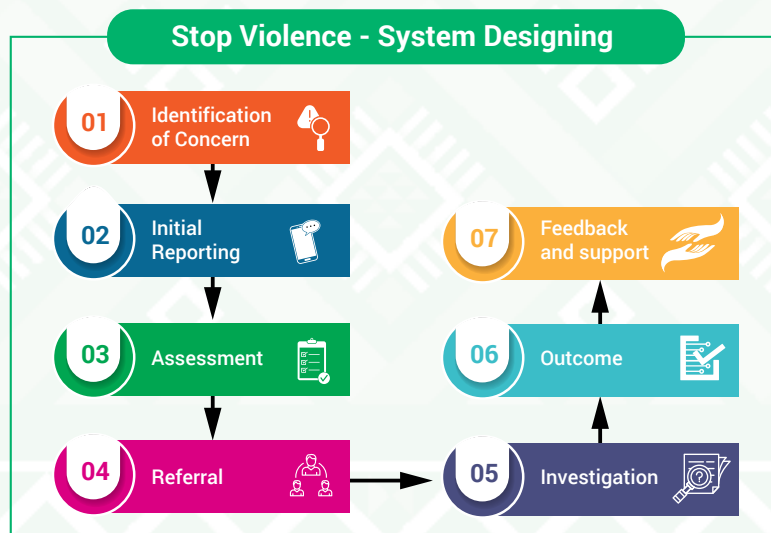 Stop Violence - System Designing
01
Identification
of Concern
02
Initial
Reporting
03
Assessment
04
Referral
05
Investigation
06
Outcome
07
Feedback
and support